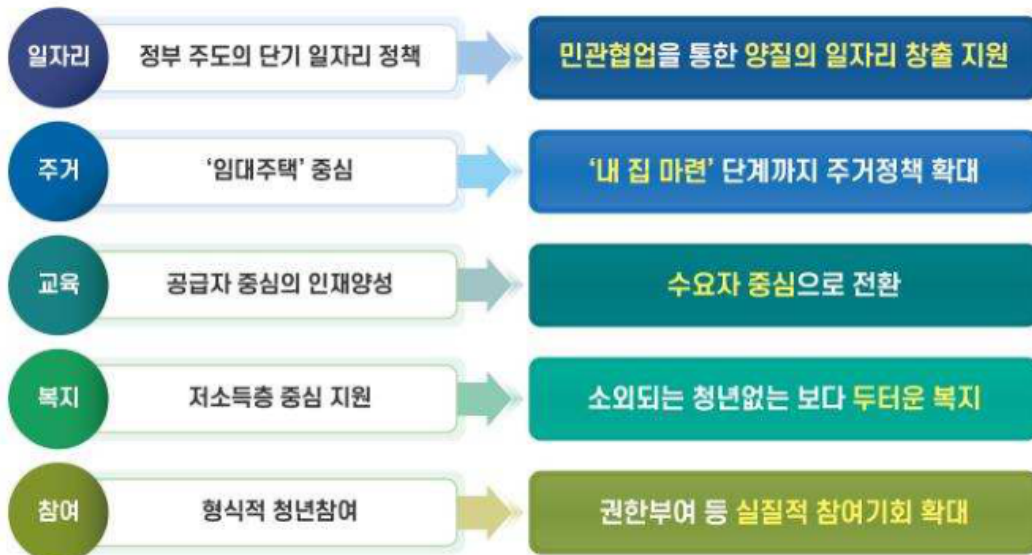 일자리 정부 주도의 단기 일자리 정책 민관협업을 통한 양질의 일자리 창출 지원
주거 ‘임대주택’ 중심 ‘내 집 마련’ 단계까지 주거정책 확대
교육 공급자 중심의 인재양성 수요자 중심으로 전환
복지 저소득층 중심 지원 소외되는 청년없는 보다 두터운 복지
참여 형식적 청년참여 권한부여 등 실질적 참여기회 확대